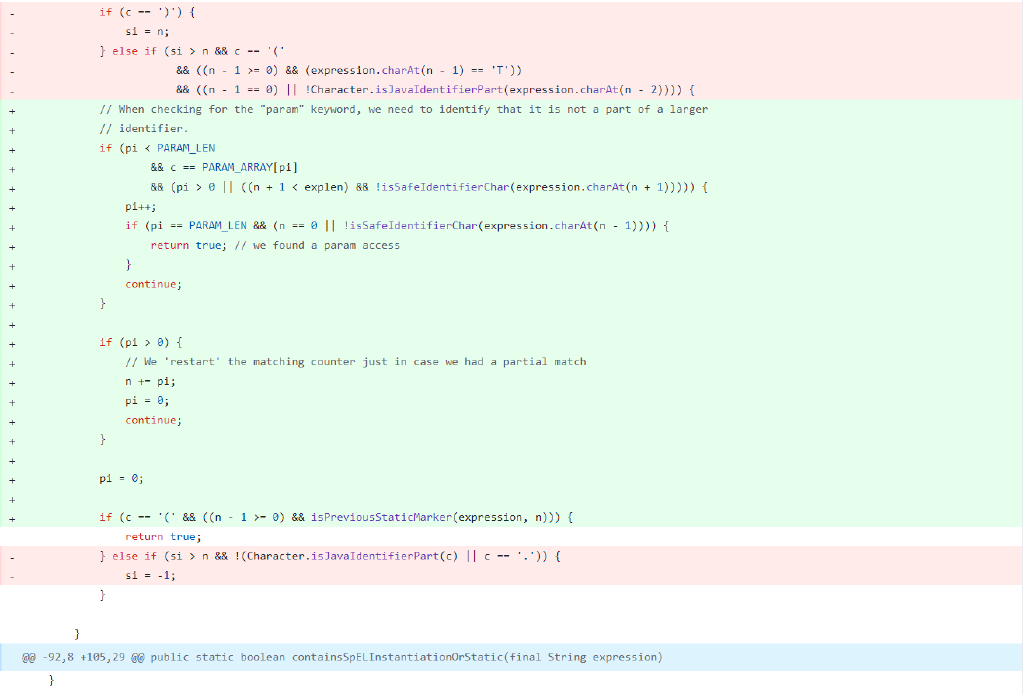 - if (c == ')') {
- si = n;
- } else if (si > n && c == '('
- && ((n - 1 >= 0) && (expression.charAt(n - 1) == 'T'))
- && ((n - 1 == 0) || !Character.isJavaIdentifierPart(expression.charAt(n - 2)))) {
+ // When checking for the "param" keyword, we need to identify that it is not a part of a larger
+ // identifier.
+ if (pi < PARAM_LEN
+ && c == PARAM_ARRAY[pi]
+ && (pi > 0 || ((n + 1 < explen) && !isSafeIdentifierChar(expression.charAt(n + 1))))) {
+ pi++;
+ if (pi == PARAM_LEN && (n == 0 || !isSafeIdentifierChar(expression.charAt(n - 1)))) {
+ return true; // we found a param access
+ }
+ continue;
+ }
+
+ if (pi > 0) {
+ // We 'restart' the matching counter just in case we had a partial match
+ n += pi;
+ pi = 0;
+ continue;
+ }
+
+ pi = 0;
+
+ if (c == '(' && ((n - 1 >= 0) && isPreviousStaticMarker(expression, n))) {
return true;
- } else if (si > n && !(Character.isJavaIdentifierPart(c) || c == '.')) {
- si = -1;
}
}
@@ -92,8 +105,29 @@ public static boolean containsSpELInstantiationOrStatic(final String expression)
}